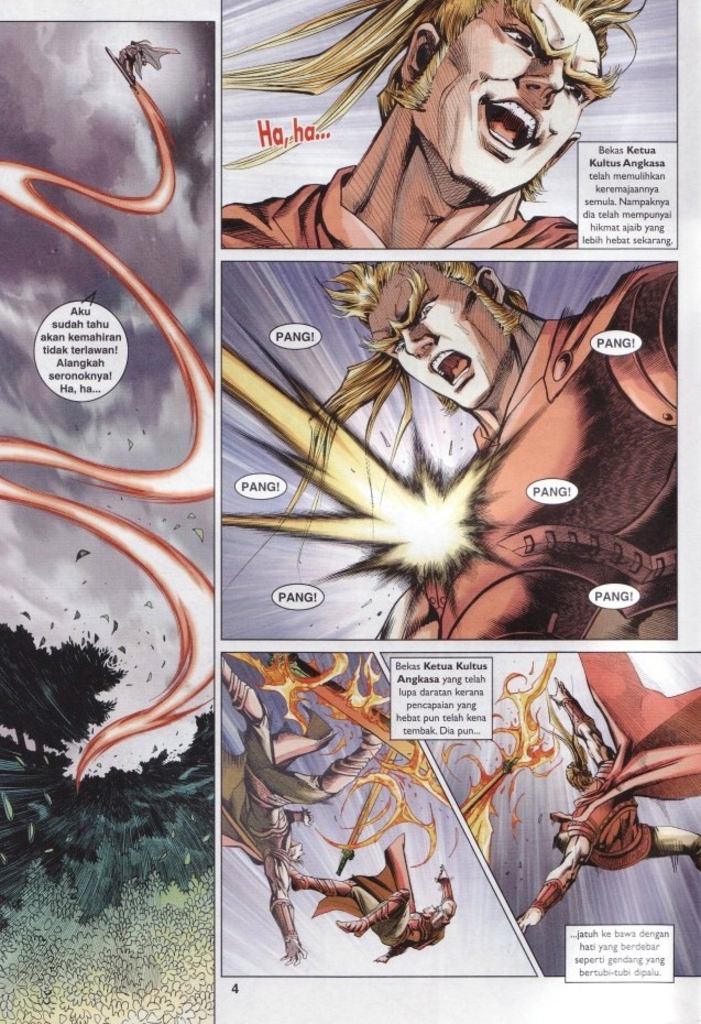 Aku
sudah tahu
akan kemahiran
tidak terlawan!
Alangkah
seronoknya!
Ha, ha...
Ha, ha...
Bekas Ketua
Kultus Angkasa
telah memulihkan
keremajaannya
semula. Nampaknya
dia telah mempunyai
hikmat ajaib yang
lebih hebat sekarang.
PANG!
PANG!
PANG!
PANG!
PANG!
PANG!
Bekas Ketua Kultus
Angkasa yang telah
lupa daratan kerana
pencapaian yang
hebat pun telah kena
tembak. Dia pun...
...jatuh ke bawa dengan
hati yang berdebar
seperti gendang yang
bertubi-tubi dipalu.
4